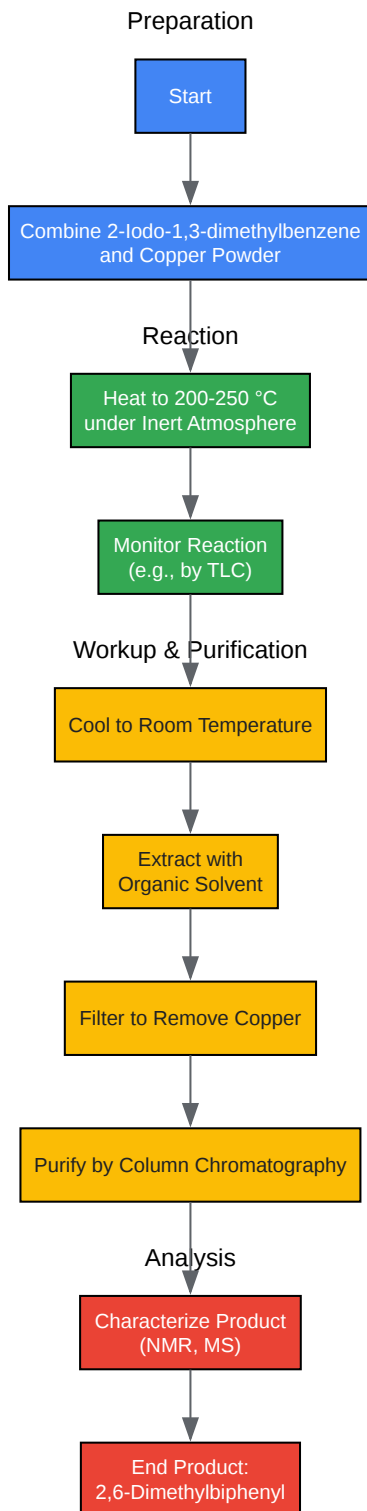 Preparation
Start
Combine 2-Iodo-1,3-dimethylbenzene
and Copper Powder
Reaction
Heat to 200-250 °C
under Inert Atmosphere
Monitor Reaction
(e.g., by TLC)
Workup & Purification
Cool to Room Temperature
Extract with
Organic Solvent
Filter to Remove Copper
Purify by Column Chromatography
Analysis
Characterize Product
(NMR, MS)
End Product:
2,6-Dimethylbiphenyl